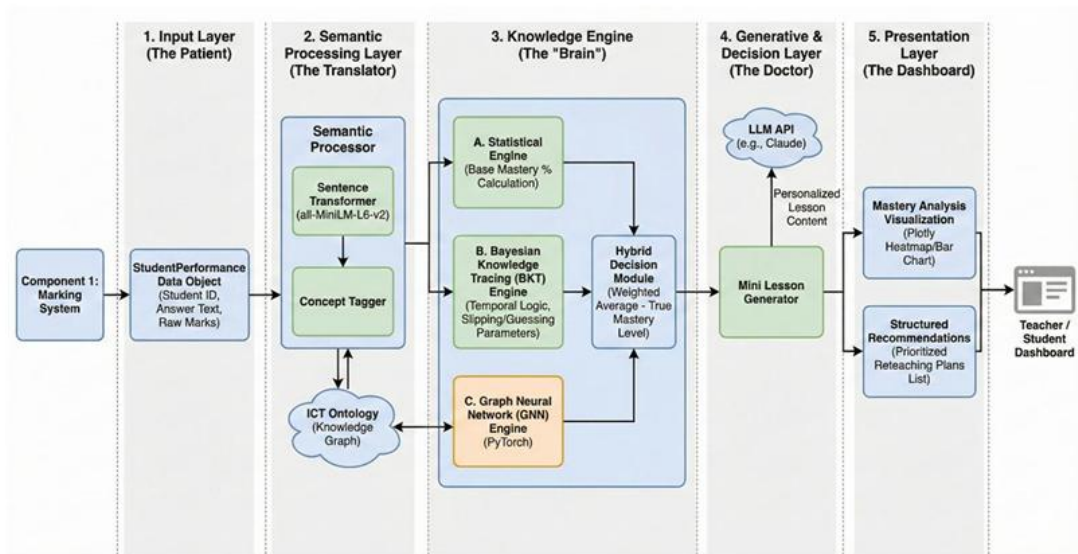 1. Input Layer
(The Patient)
2. Semantic
Processing Layer
(The Translator)
3. Knowledge Engine
(The "Brain")
4. Generative &
Decision Layer
(The Doctor)
5. Presentation
Layer
(The Dashboard)
Component 1:
Marking
System
StudentPerformance
Data Object
(Student ID,
Answer Text,
Raw Marks)
Semantic
Processor
Sentence
Transformer
(all-MiniLM-L6-v2)
Concept Tagger
ICT Ontology
(Knowledge
Graph)
A. Statistical
Engine
(Base Mastery %
Calculation)
B. Bayesian
Knowledge
Tracing (BKT)
Engine
(Temporal Logic,
Slipping/Guessing
Parameters)
C. Graph Neural
Network (GNN)
Engine
(PyTorch)
Hybrid
Decision
Module
(Weighted
Average - True
Mastery
Level)
LLM API
(e.g., Claude)
Personalized
Lesson
Content
Mini Lesson
Generator
Mastery Analysis
Visualization
(Plotly
Heatmap/Bar
Chart)
Structured
Recommendations
(Prioritized
Reteaching Plans
List)
Teacher /
Student
Dashboard